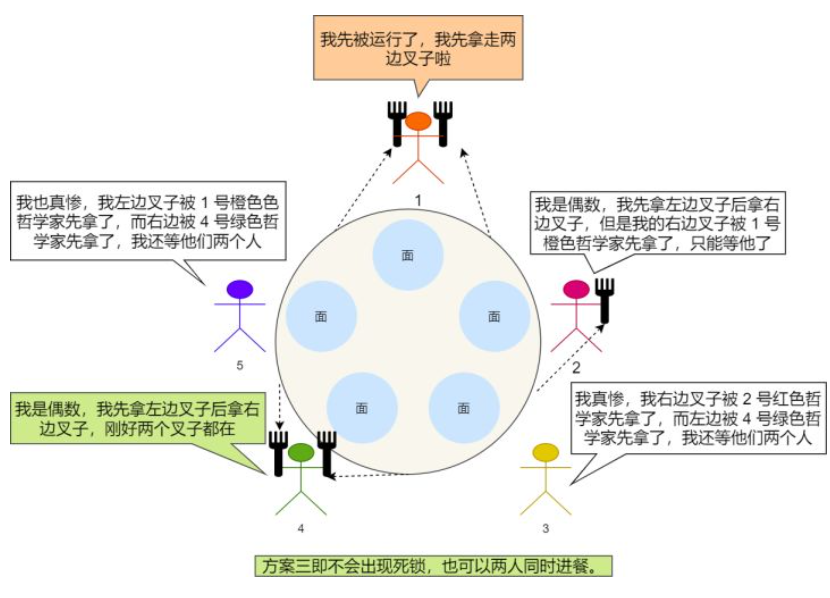 我先被运行了，我先拿走两
边叉子啦
1
我也真惨，我左边叉子被 1 号橙色色
哲学家先拿了，而右边被 4 号绿色哲
学家先拿了，我还等他们两个人
我是偶数，我先拿左边叉子后拿右
边叉子，但是我的右边叉子被 1 号
橙色哲学家先拿了，只能等他了
面
面
面
5
2
我是偶数，我先拿左边叉子后拿右
边叉子，刚好两个叉子都在
面
面
我真惨，我右边叉子被 2 号红色哲
学家先拿了，而左边被 4 号绿色哲
学家先拿了，我还等他们两个人
4
3
方案三即不会出现死锁，也可以两人同时进餐。